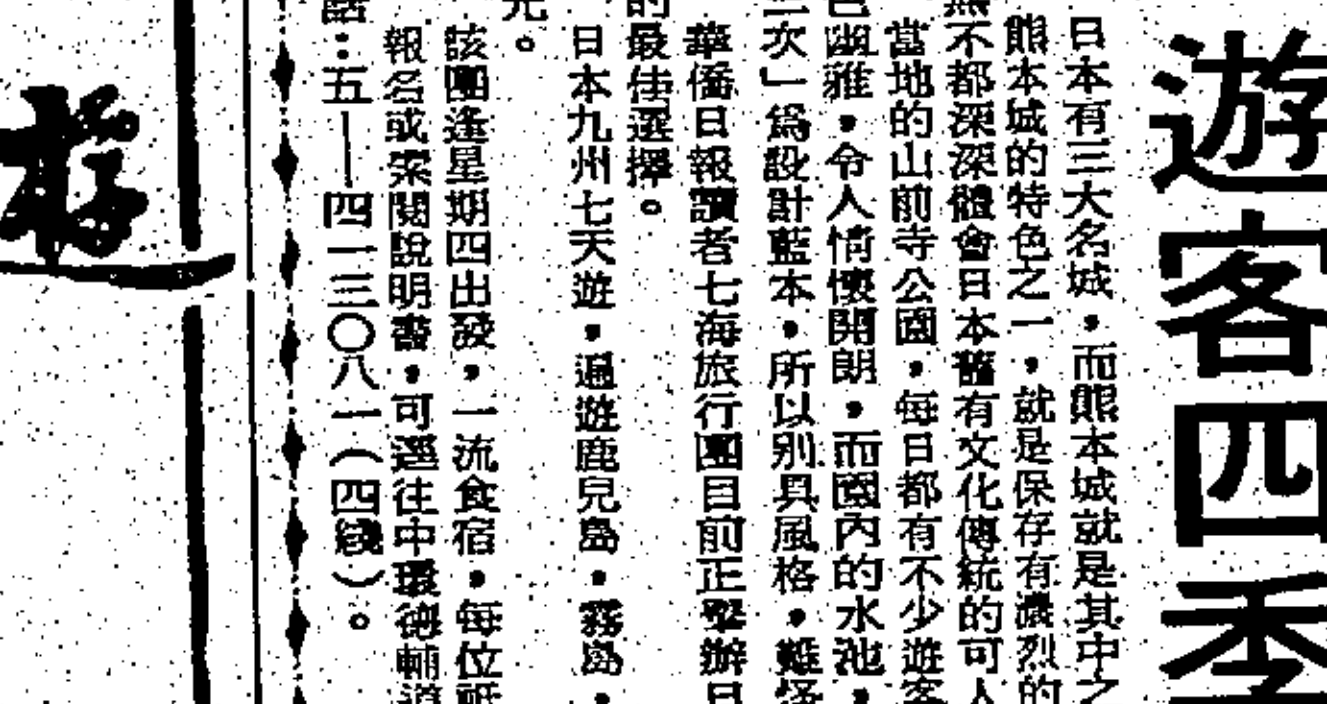 遊客四季
日本有三大名城，而熊本城就是其中之
熊本城的特色之一，就是保存有濃烈的
無不都深深體會日本舊有文化傳統的可人
當地的山前寺公園，每日都有不少遊客
色幽雅，令人情懷開朗，而園內的水池，
三次」爲設計藍本，所以別具風格，難怪
華僑日報讀者七海旅行團目前正舉辦日
的最佳選擇。
日本九州七天遊，遍遊鹿兒島，霧島，
元。
該團逢星期四出發，一流食宿，每位祇
報名或索閱說明書，可逕往中環德輔道
話：五—四一三〇八一（四綫）。
遊